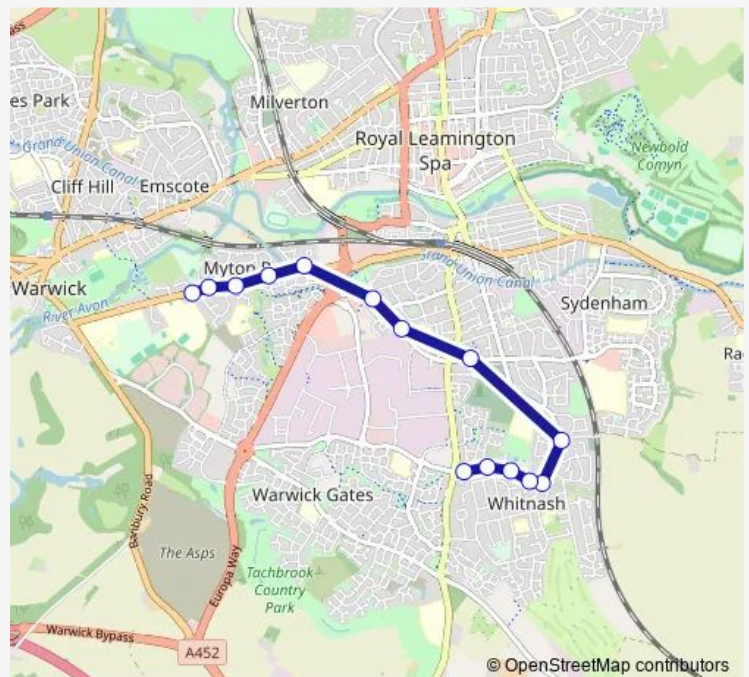 ass
Milverton
es Park
Royal Leamington
Spa
Newbold
Comyn
Grand Union Canal
Cliff Hill
Emscote
Myton
Grand Union Canal
Warwick
River Avon
Sydenham
Ra
Banbury Road
Warwick Gates
Whitnash
The Asps
Europa Way
Tachbrook
Country
Park
Warwick Bypass
A452
© OpenStreetMap contributors